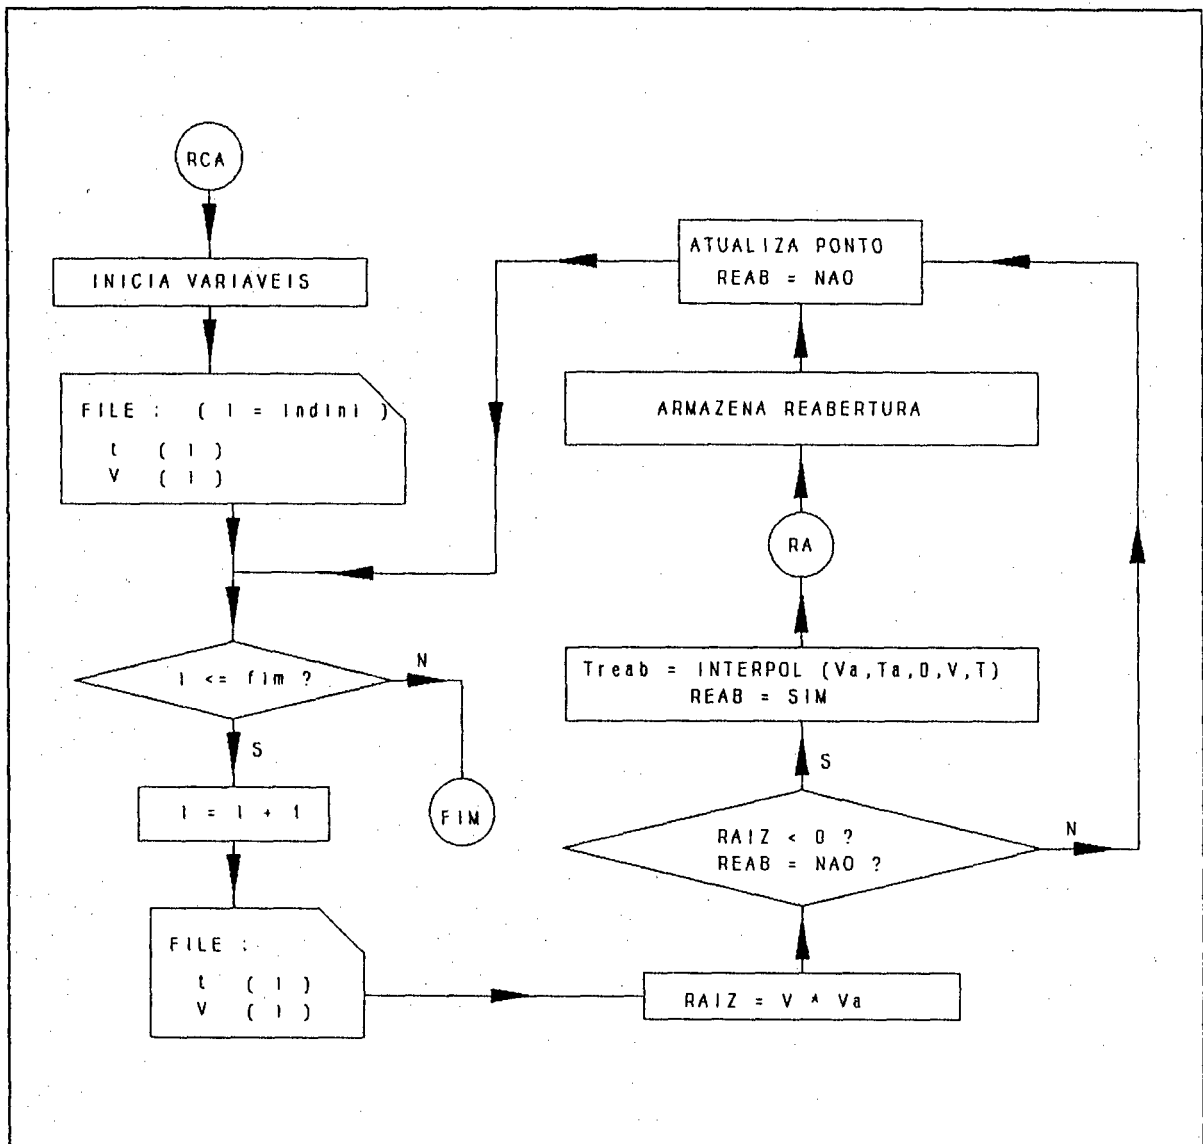 RCA
INICIA VARIAVEIS
FILE : ( I = IndInI )
t ( I )
V ( I )
I <= fIm ?
N
S
FIM
I = I + 1
FILE :
t ( I )
V ( I )
RAIZ = V * Va
RAIZ < 0 ?
REAB = NAO ?
N
S
Treab = INTERPOL (Va,Ta,0,V,T)
REAB = SIM
RA
ARMAZENA REABERTURA
ATUALIZA PONTO
REAB = NAO